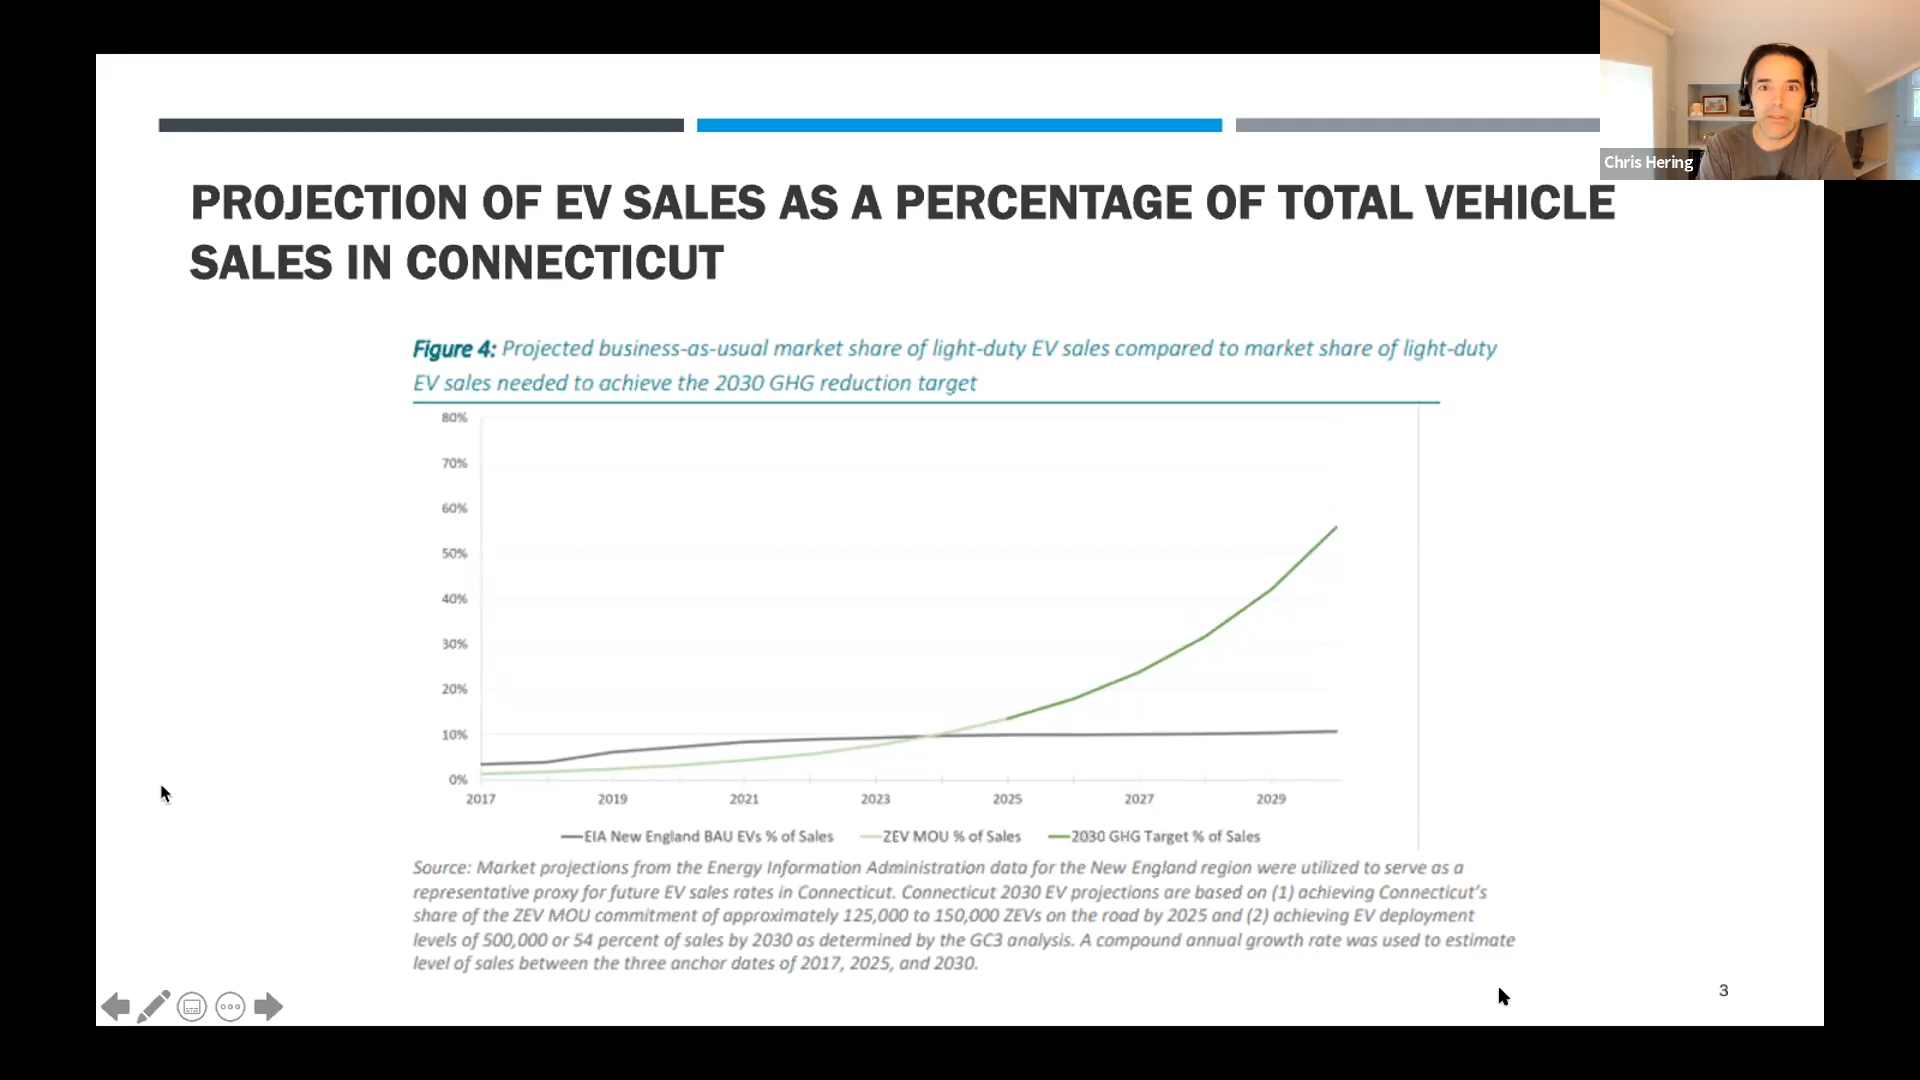 Chris Hering
PROJECTION OF EV SALES AS A PERCENTAGE OF TOTAL VEHICLE
SALES IN CONNECTICUT
Figure 4: Projected business-as-usual market share of light-duty EV sales compared to market share of light-duty
EV sales needed to achieve the 2030 GHG reduction target
80%
70%
60%
50%
40%
30%
20%
10%
0%
2017 2019 2021 2023 2025 2027 2029
EIA New England BAU EVs % of Sales ZEV MOU % of Sales 2030 GHG Target % of Sales
Source: Market projections from the Energy Information Administration data for the New England region were utilized to serve as a
representative proxy for future EV sales rates in Connecticut. Connecticut 2030 EV projections are based on (1) achieving Connecticut's
share of the ZEV MOU commitment of approximately 125,000 to 150,000 ZEVs on the road by 2025 and (2) achieving EV deployment
levels of 500,000 or 54 percent of sales by 2030 as determined by the GC3 analysis. A compound annual growth rate was used to estimate
level of sales between the three anchor dates of 2017, 2025, and 2030.
3